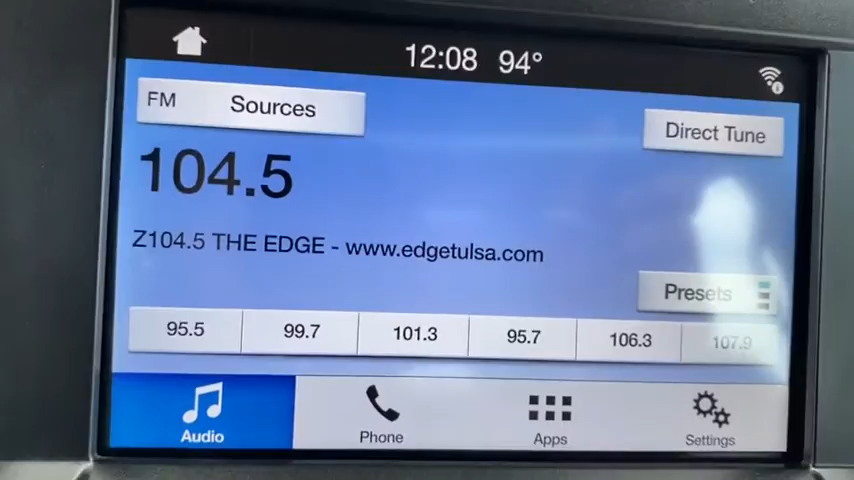 12:08 94°
FM Sources
Direct Tune
104.5
Z104.5 THE EDGE - www.edgetulsa.com
Presets
95.5 99.7 101.3 95.7 106.3 107.9
Audio Phone Apps Settings